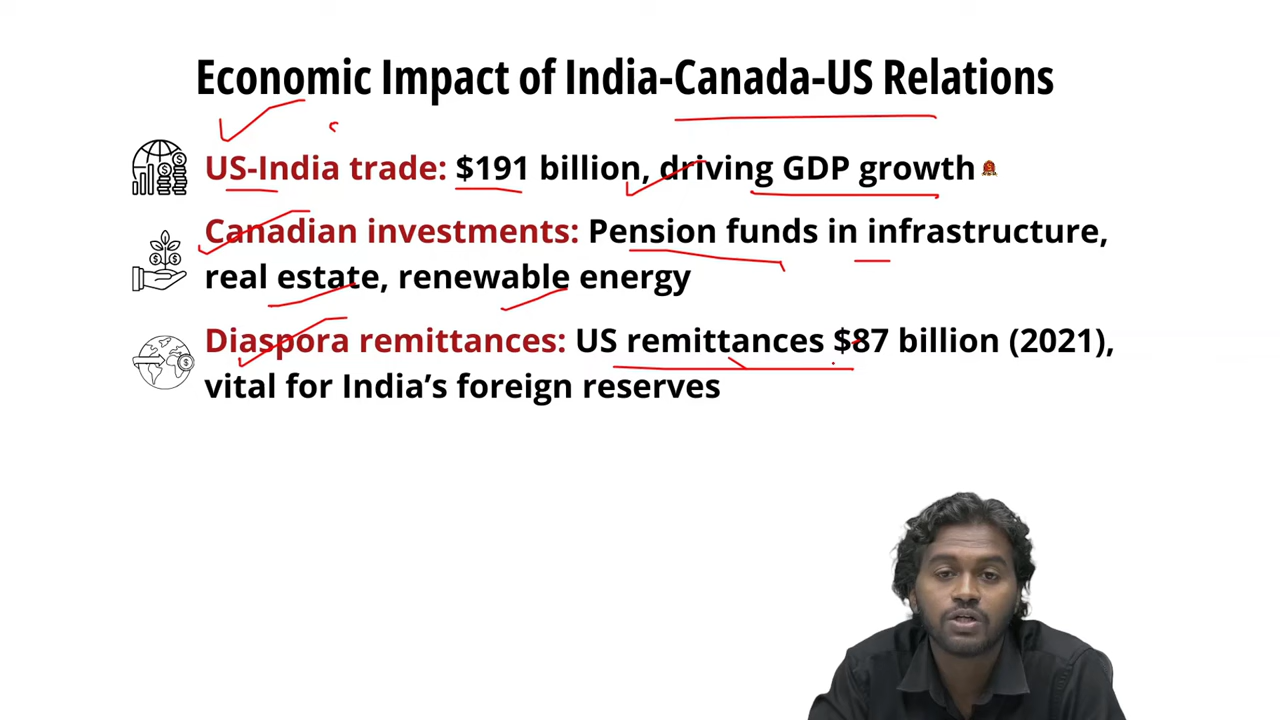 Economic Impact of India-Canada-US Relations
US-India trade: $191 billion, driving GDP growth
Canadian investments: Pension funds in infrastructure,
real estate, renewable energy
Diaspora remittances: US remittances $87 billion (2021),
vital for India’s foreign reserves